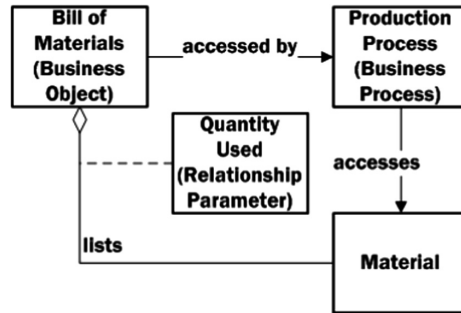 Bill of
Materials
(Business
Object)
accessed by
Production
Process
(Business
Process)
Quantity
Used
(Relationship
Parameter)
accesses
lists
Material